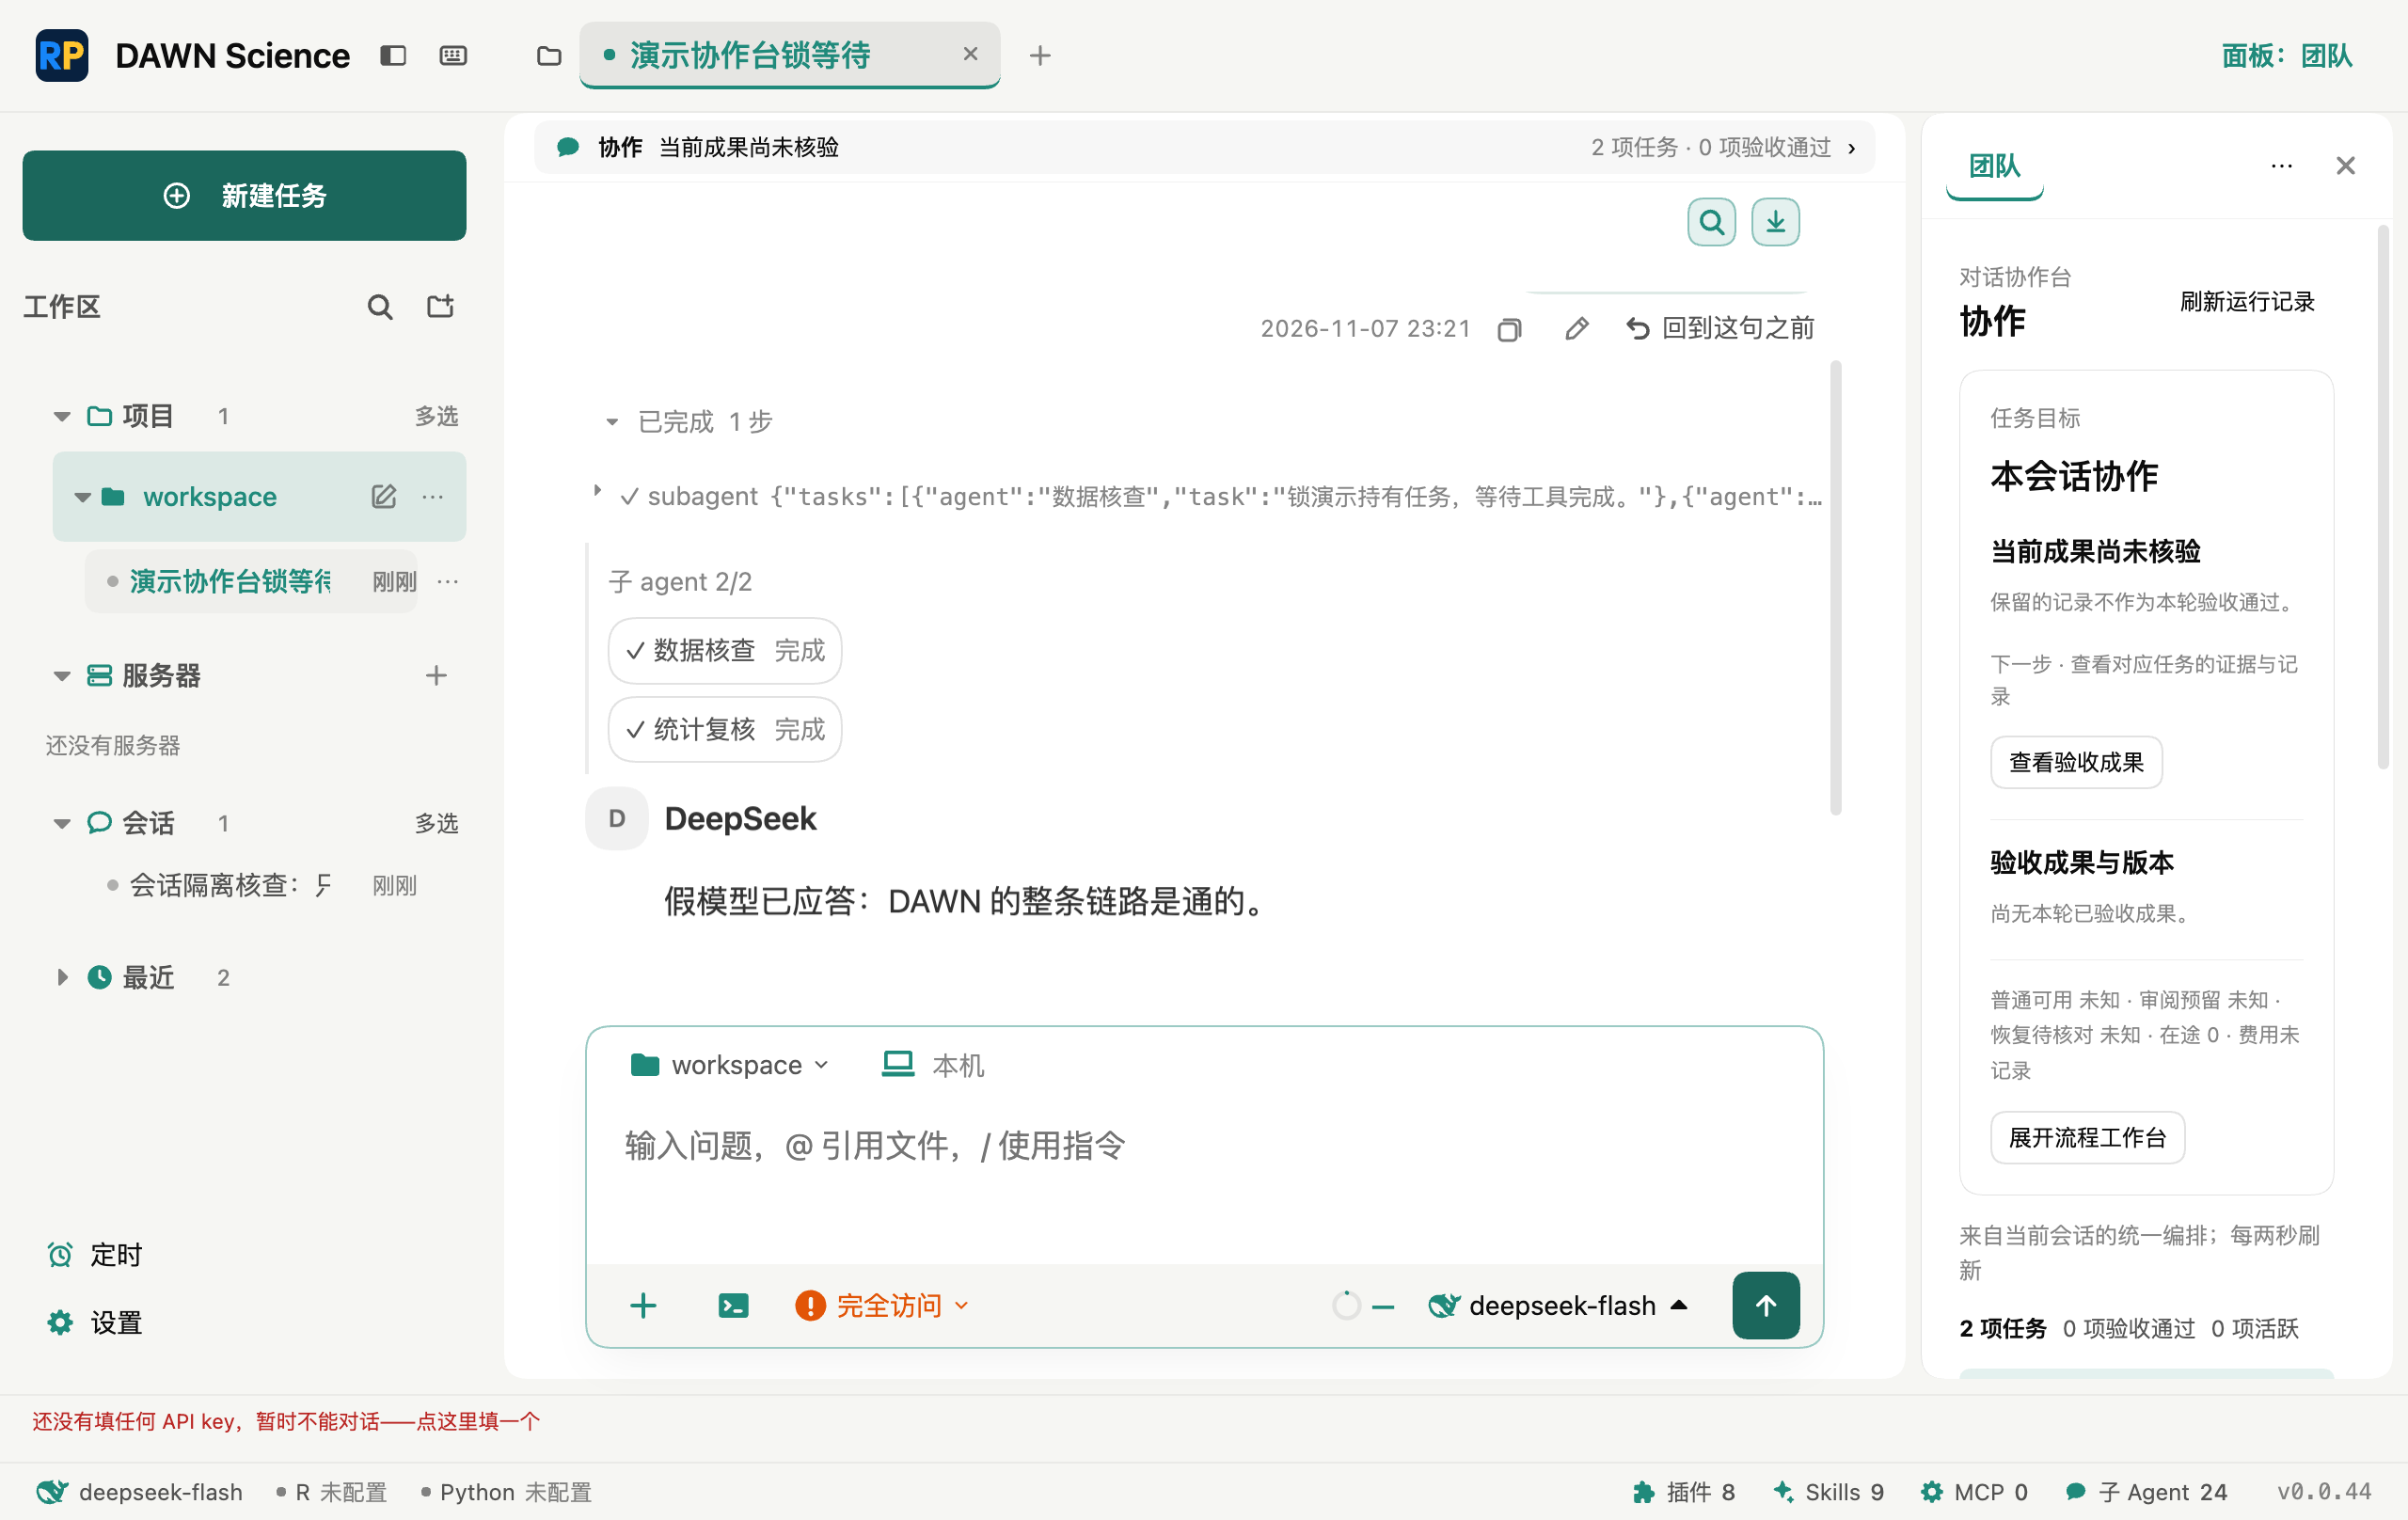 RP DAWN Science
演示协作台锁等待
面板：团队
新建任务
工作区
项目 1 多选
workspace
演示协作台锁等待 刚刚
服务器
还没有服务器
会话 1 多选
会话隔离核查： 刚刚
最近 2
定时
设置
协作 当前成果尚未核验 2 项任务 · 0 项验收通过
2026-11-07 23:21 回到这句之前
已完成 1 步
subagent {"tasks":[{"agent":"数据核查","task":"锁演示持有任务，等待工具完成。"},{"agent":…
子 agent 2/2
数据核查 完成
统计复核 完成
D DeepSeek
假模型已应答：DAWN 的整条链路是通的。
workspace 本机
输入问题，@ 引用文件，/ 使用指令
完全访问 deepseek-flash
团队
对话协作台
协作
刷新运行记录
任务目标
本会话协作
当前成果尚未核验
保留的记录不作为本轮验收通过。
下一步 · 查看对应任务的证据与记
录
查看验收成果
验收成果与版本
尚无本轮已验收成果。
普通可用 未知 · 审阅预留 未知 ·
恢复待核对 未知 · 在途 0 · 费用未
记录
展开流程工作台
来自当前会话的统一编排；每两秒刷
新
2 项任务 0 项验收通过 0 项活跃
还没有填任何 API key，暂时不能对话——点这里填一个
deepseek-flash R 未配置 Python 未配置
插件 8 Skills 9 MCP 0 子 Agent 24 v0.0.44